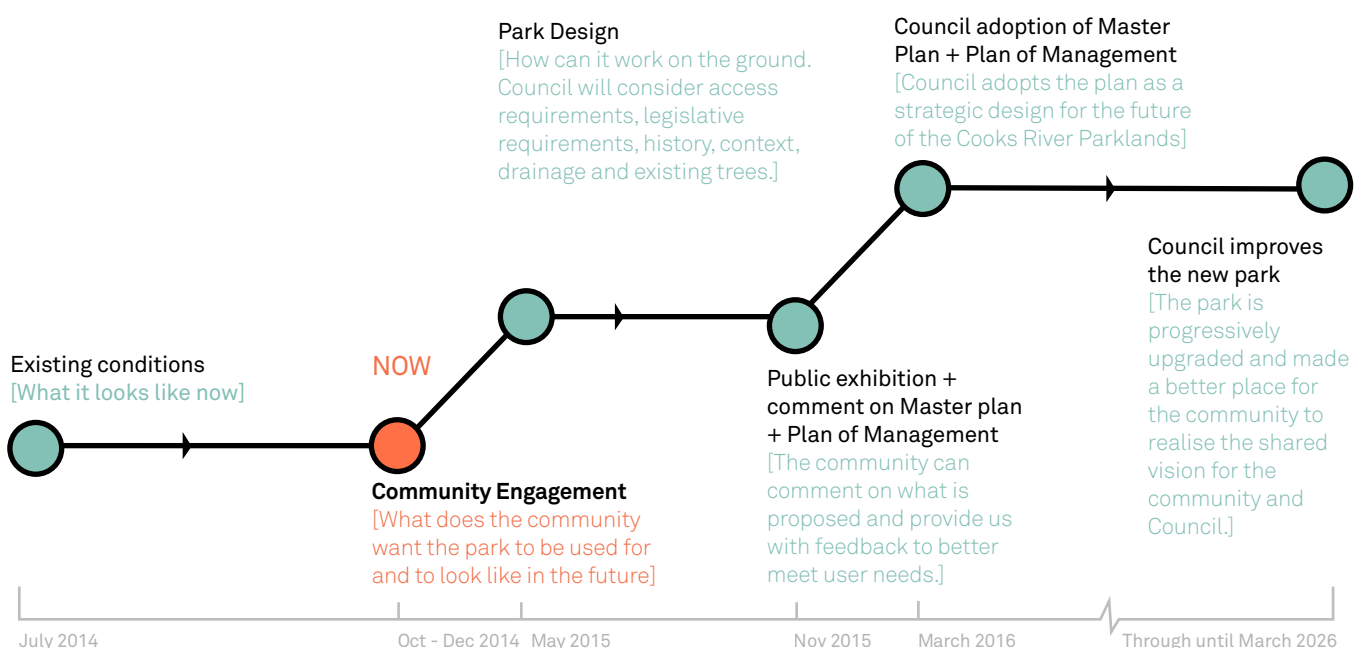 Park Design
[How can it work on the ground.
Council will consider access
requirements, legislative
requirements, history, context,
drainage and existing trees.]
Council adoption of Master
Plan + Plan of Management
[Council adopts the plan as a
strategic design for the future
of the Cooks River Parklands]
Existing conditions
[What it looks like now]
NOW
Community Engagement
[What does the community
want the park to be used for
and to look like in the future]
Public exhibition +
comment on Master plan
+ Plan of Management
[The community can
comment on what is
proposed and provide us
with feedback to better
meet user needs.]
Council improves
the new park
[The park is
progressively
upgraded and made
a better place for
the community to
realise the shared
vision for the
community and
Council.]
July 2014
Oct - Dec 2014
May 2015
Nov 2015
March 2016
Through until March 2026